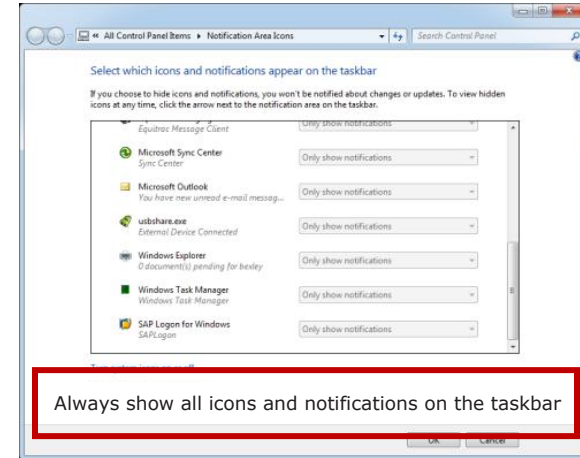 « All Control Panel Items ▸ Notification Area Icons
Search Control Panel
Select which icons and notifications appear on the taskbar
If you choose to hide icons and notifications, you won't be notified about changes or updates. To view hidden
icons at any time, click the arrow next to the notification area on the taskbar.
Equitrac Message Client
Only show notifications
Microsoft Sync Center
Sync Center
Only show notifications
Microsoft Outlook
You have new unread e-mail messag...
Only show notifications
usbshare.exe
External Device Connected
Only show notifications
Windows Explorer
0 document(s) pending for bexley
Only show notifications
Windows Task Manager
Windows Task Manager
Only show notifications
SAP Logon for Windows
SAPLogon
Only show notifications
Always show all icons and notifications on the taskbar
OK
Cancel